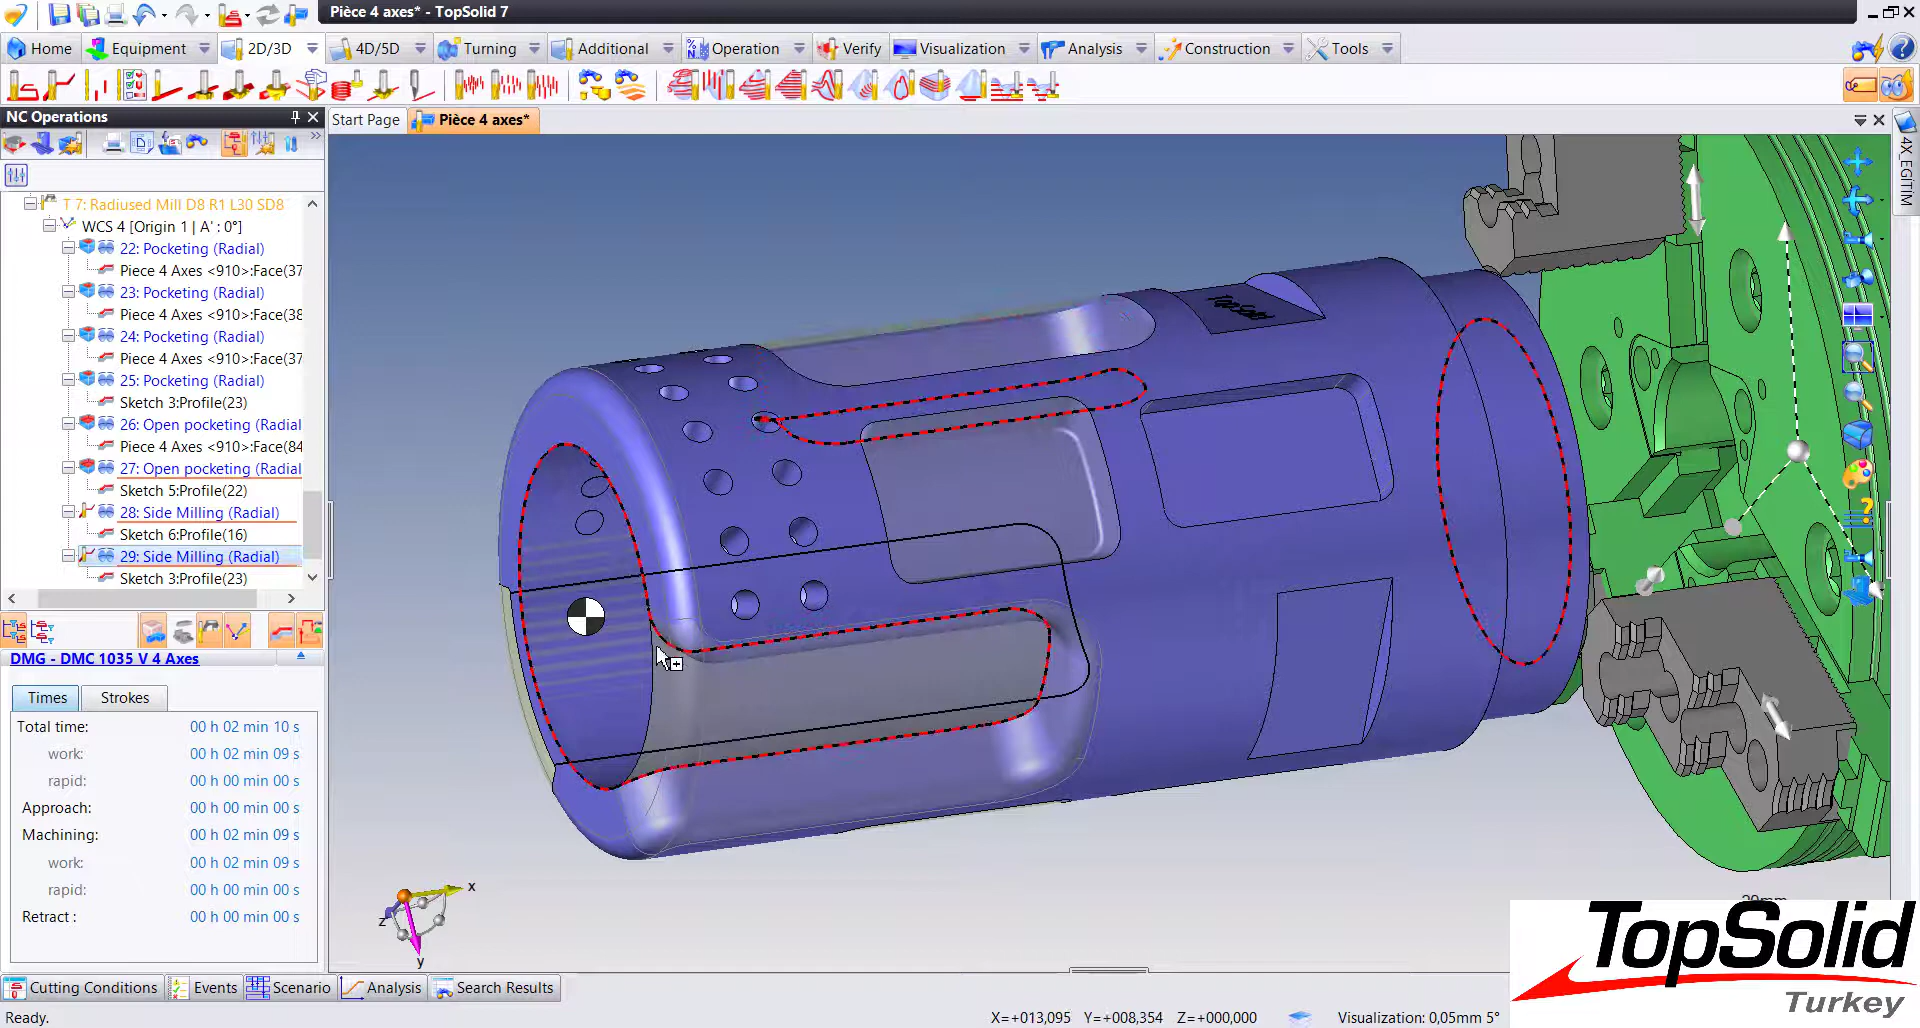 Pièce 4 axes* - TopSolid 7
Home
Equipment
2D/3D
4D/5D
Turning
Additional
Operation
Verify
Visualization
Analysis
Construction
Tools
NC Operations
Start Page
Pièce 4 axes*
4X_EGİTİM
T 7: Radiused Mill D8 R1 L30 SD8
WCS 4 [Origin 1 | A' : 0°]
22: Pocketing (Radial)
Piece 4 Axes <910>:Face(37
23: Pocketing (Radial)
Piece 4 Axes <910>:Face(38
24: Pocketing (Radial)
Piece 4 Axes <910>:Face(37
25: Pocketing (Radial)
Sketch 3:Profile(23)
26: Open pocketing (Radial
Piece 4 Axes <910>:Face(84
27: Open pocketing (Radial
Sketch 5:Profile(22)
28: Side Milling (Radial)
Sketch 6:Profile(16)
29: Side Milling (Radial)
Sketch 3:Profile(23)
DMG - DMC 1035 V 4 Axes
Times
Strokes
Total time: 00 h 02 min 10 s
work: 00 h 02 min 09 s
rapid: 00 h 00 min 00 s
Approach: 00 h 00 min 00 s
Machining: 00 h 02 min 09 s
work: 00 h 02 min 09 s
rapid: 00 h 00 min 00 s
Retract : 00 h 00 min 00 s
TopSolid
x
z
y
20mm
TopSolid
Turkey
Cutting Conditions
Events
Scenario
Analysis
Search Results
Ready.
X=+013,095 Y=+008,354 Z=+000,000
Visualization: 0,05mm 5°